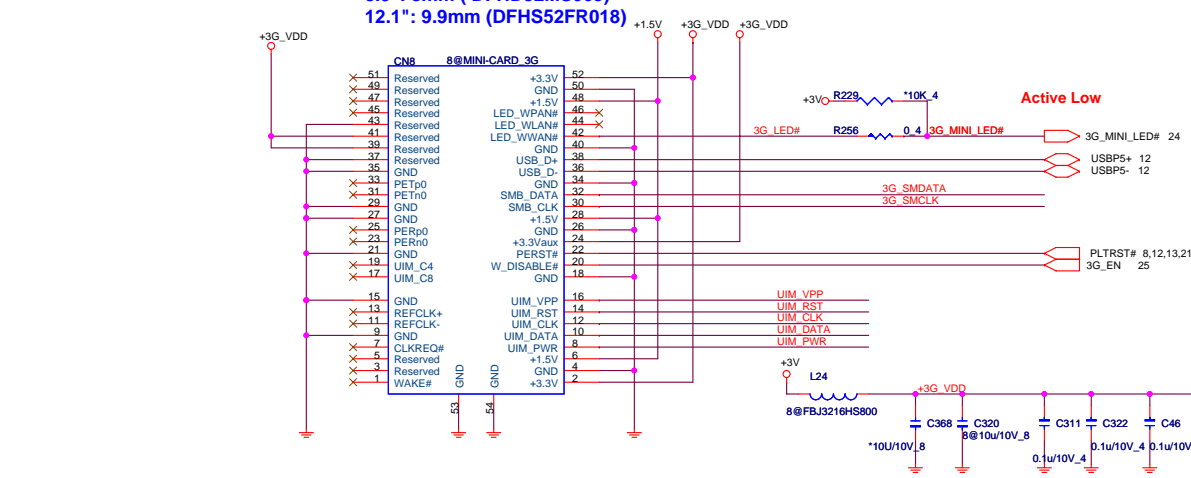 12.1": 9.9mm (DFHS52FR018)
+3G_VDD
+1.5V
+3G_VDD
+3G_VDD
CN8
8@MINI-CARD_3G
51 Reserved
49 Reserved
47 Reserved
45 Reserved
43 Reserved
41 Reserved
39 Reserved
37 Reserved
35 GND
33 PETp0
31 PETn0
29 GND
27 GND
25 PERp0
23 PERn0
21 GND
19 UIM_C4
17 UIM_C8
15 GND
13 REFCLK+
11 REFCLK-
9 GND
7 CLKREQ#
5 Reserved
3 Reserved
1 WAKE#
+3.3V 52
GND 50
+1.5V 48
LED_WPAN# 46
LED_WLAN# 44
LED_WWAN# 42
GND 40
USB_D+ 38
USB_D- 36
GND 34
SMB_DATA 32
SMB_CLK 30
+1.5V 28
GND 26
+3.3Vaux 24
PERST# 22
W_DISABLE# 20
GND 18
UIM_VPP 16
UIM_RST 14
UIM_CLK 12
UIM_DATA 10
UIM_PWR 8
+1.5V 6
GND 4
+3.3V 2
GND 53
GND 54
+3V R229 *10K_4
Active Low
3G_LED# R256 0_4 3G_MINI_LED#
3G_MINI_LED# 24
USBP5+ 12
USBP5- 12
3G_SMDATA
3G_SMCLK
PLTRST# 8,12,13,21
3G_EN 25
UIM_VPP
UIM_RST
UIM_CLK
UIM_DATA
UIM_PWR
+3V
L24
8@FBJ3216HS800
+3G_VDD
C368
*10U/10V_8
C320
8@10u/10V_8
C311
0.1u/10V_4
C322
0.1u/10V_4
C46
0.1u/10V